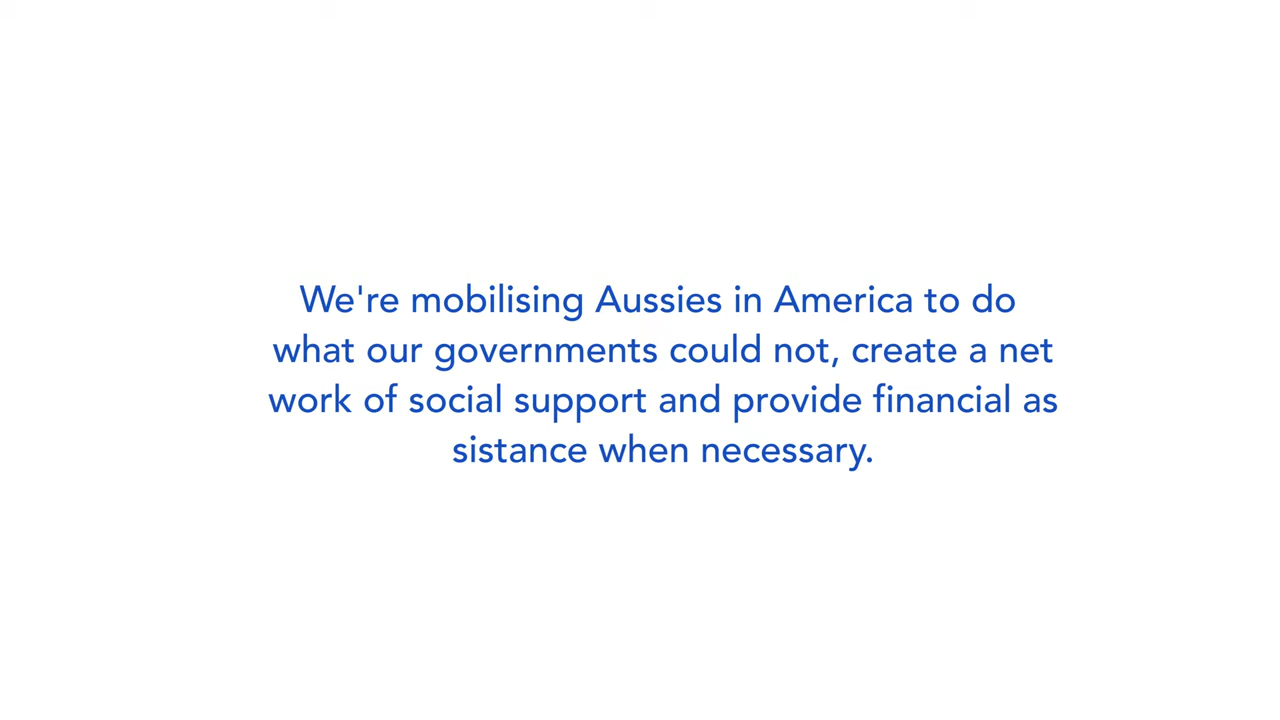 We're mobilising Aussies in America to do
what our governments could not, create a net
work of social support and provide financial as
sistance when necessary.